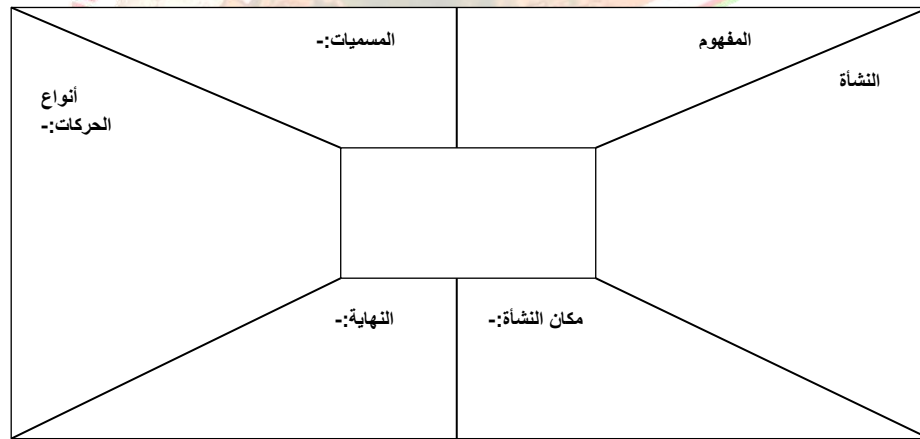 المفهوم
المسميات:-
النشأة
أنواع
الحركات:-
مكان النشأة:-
النهاية:-